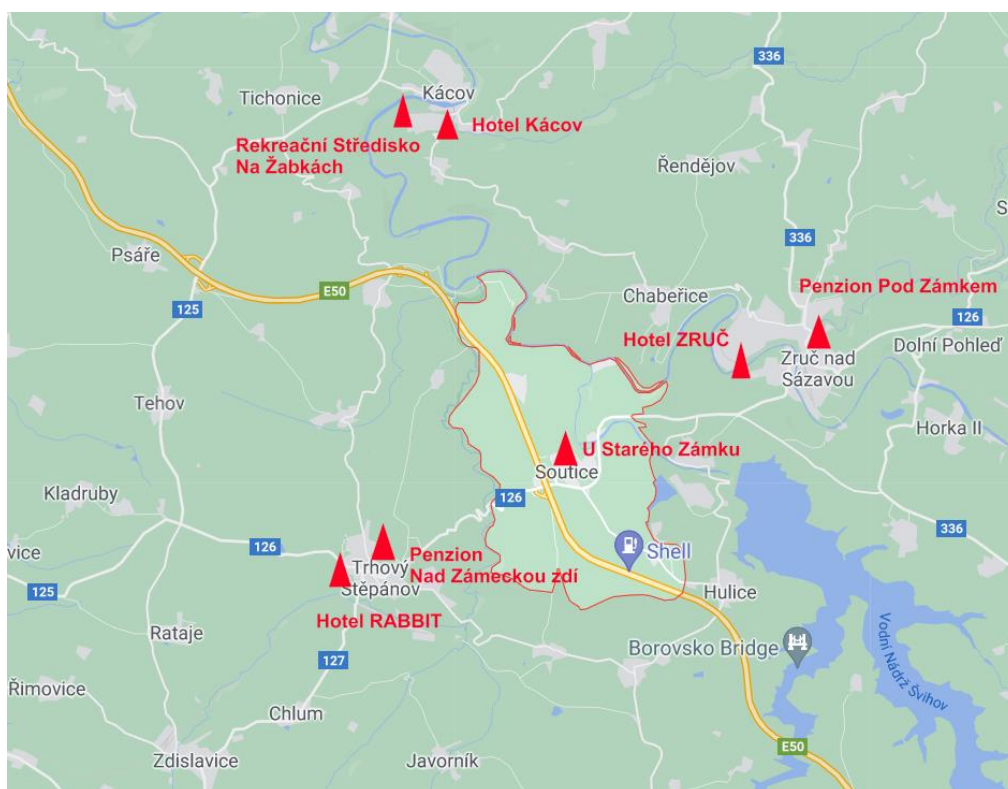 336
Kácov
Tichonice
Hotel Kácov
Rekreační Středisko
Na Žabkách
Řendějov
336
Psáře
E50
125
Chabeřice
Penzion Pod Zámkem
126
Hotel ZRUČ
Dolní Pohleď
Zruč nad
Sázavou
Tehov
Horka II
U Starého Zámku
Soutice
Kladruby
126
336
vice
126
Penzion
Nad Zámeckou zdí
Shell
Trhový
Štěpánov
125
Hulice
Hotel RABBIT
Rataje
Borovsko Bridge
Vodní Nádrž Švihov
127
Římovice
Chlum
Zdislavice
Javorník
E50